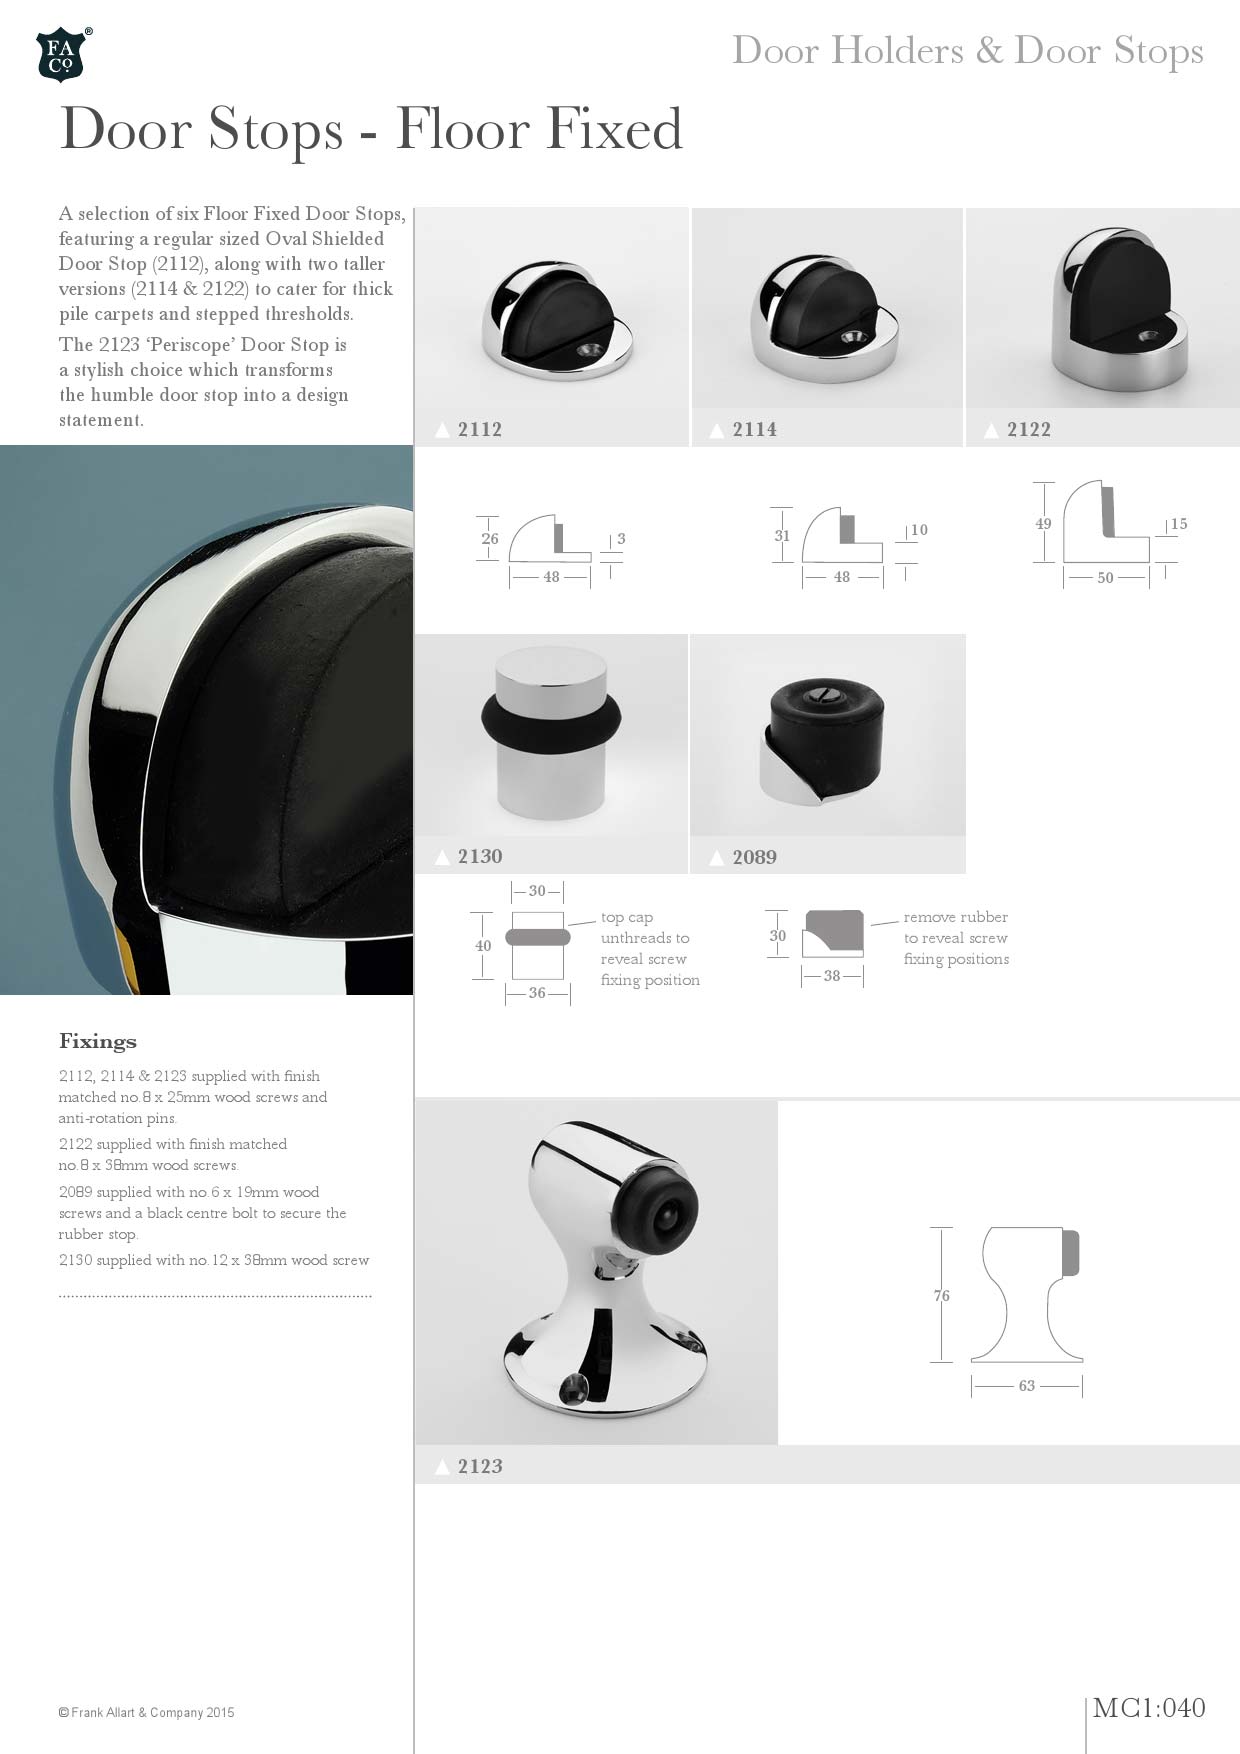 FA
Co.
®
Door Holders & Door Stops
Door Stops - Floor Fixed
A selection of six Floor Fixed Door Stops,
featuring a regular sized Oval Shielded
Door Stop (2112), along with two taller
versions (2114 & 2122) to cater for thick
pile carpets and stepped thresholds.
The 2123 ‘Periscope’ Door Stop is
a stylish choice which transforms
the humble door stop into a design
statement.
2112
2114
2122
26
3
48
31
10
48
49
15
50
2130
2089
30
40
36
top cap
unthreads to
reveal screw
fixing position
30
38
remove rubber
to reveal screw
fixing positions
Fixings
2112, 2114 & 2123 supplied with finish
matched no.8 x 25mm wood screws and
anti-rotation pins.
2122 supplied with finish matched
no.8 x 38mm wood screws.
2089 supplied with no.6 x 19mm wood
screws and a black centre bolt to secure the
rubber stop.
2130 supplied with no.12 x 38mm wood screw
76
63
2123
© Frank Allart & Company 2015
MC1:040